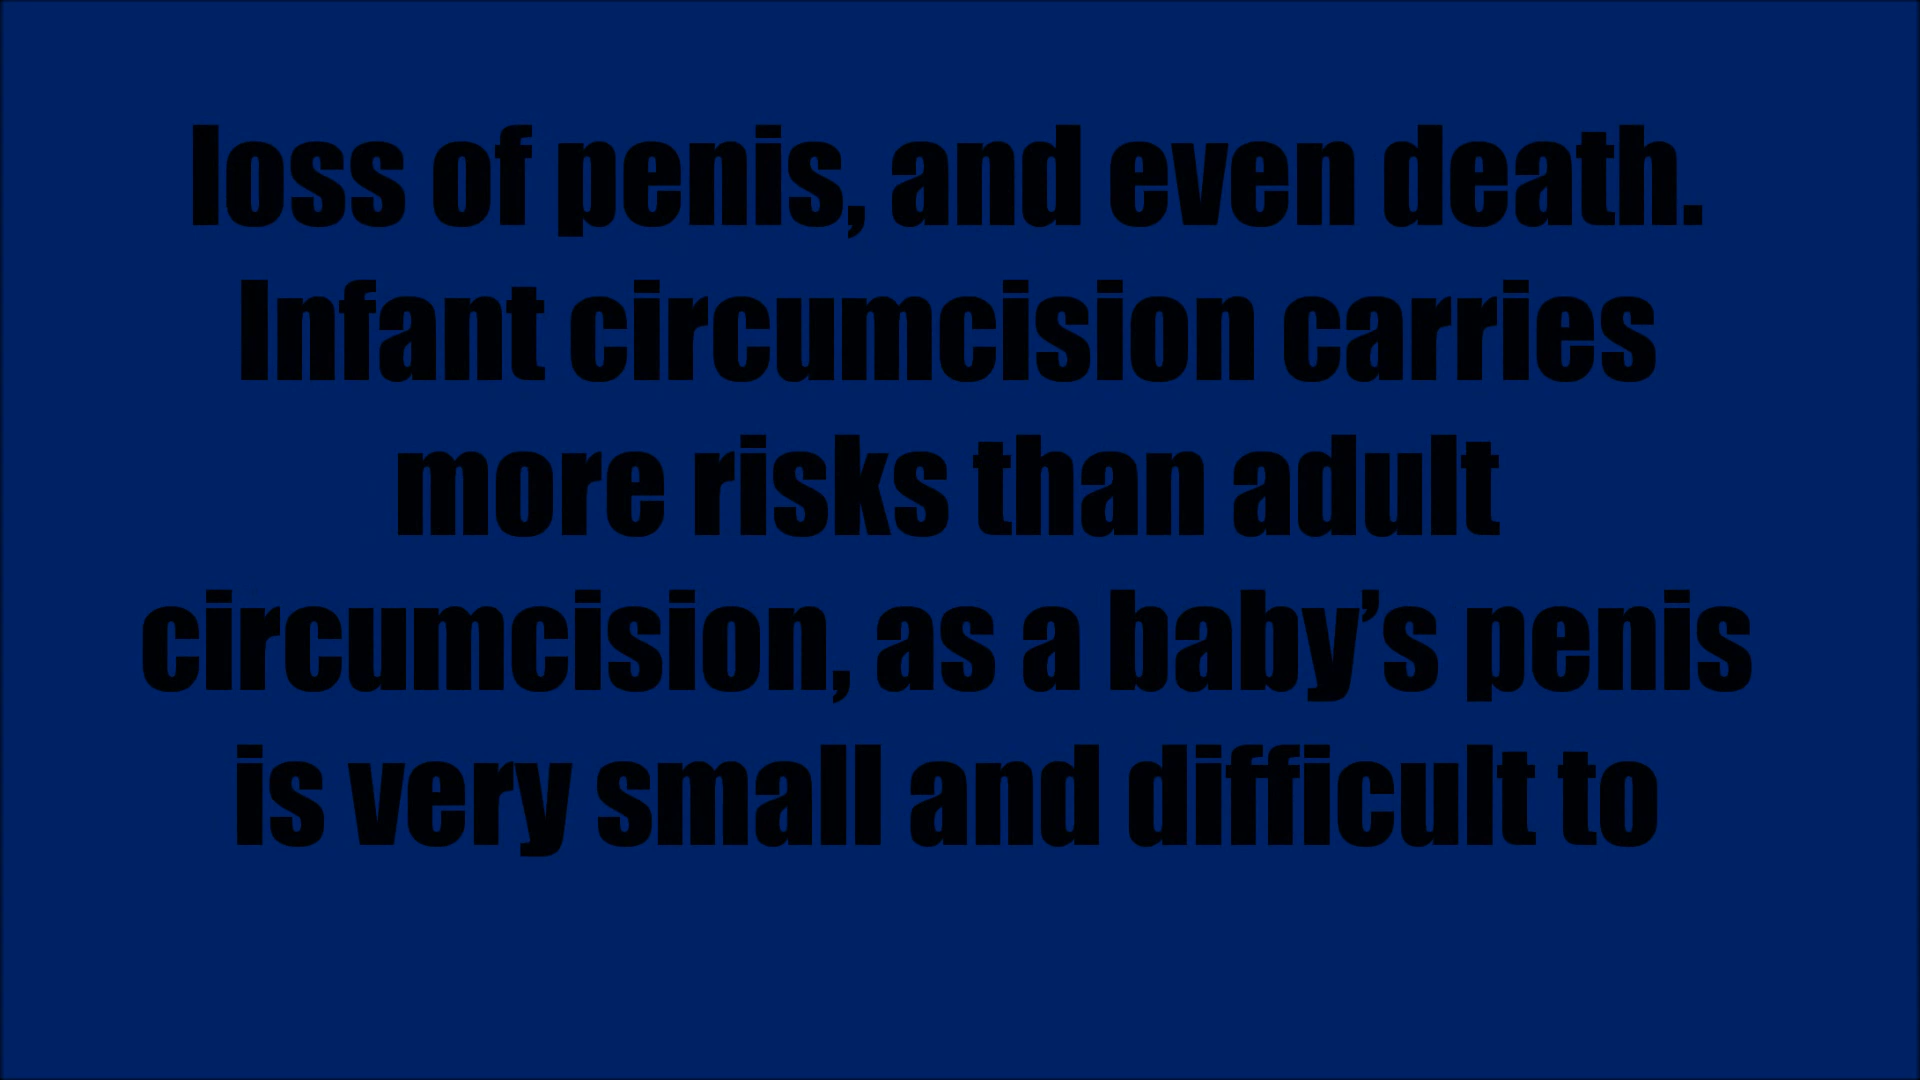 loss of penis, and even death.
Infant circumcision carries
more risks than adult
circumcision, as a baby’s penis
is very small and difficult to